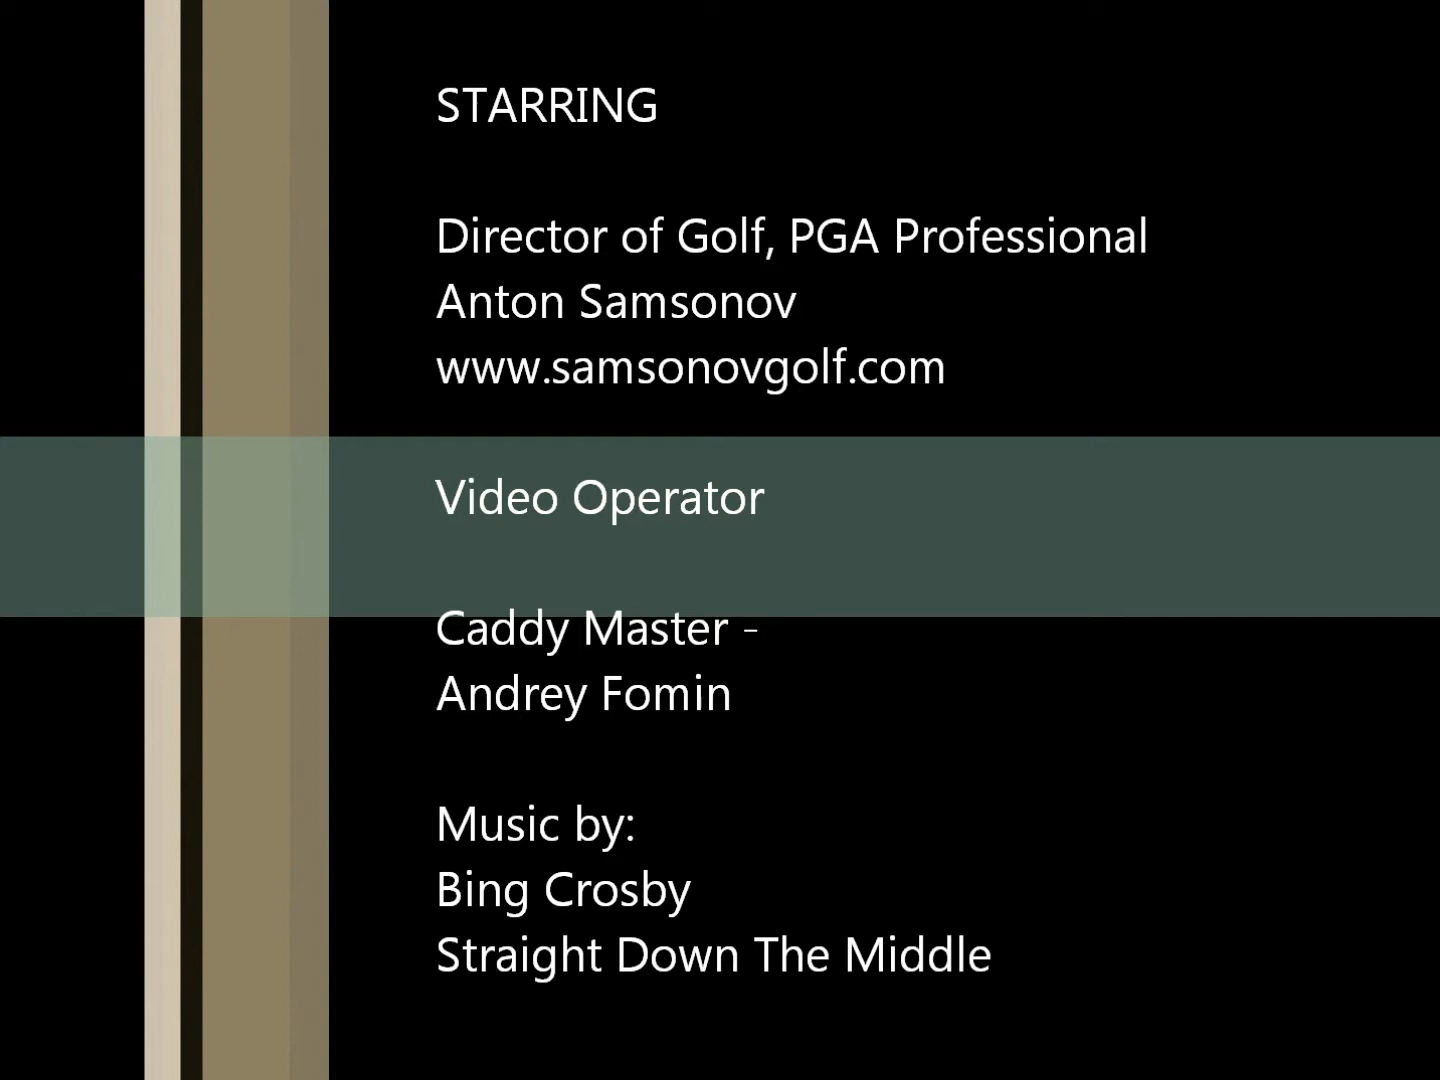 STARRING
Director of Golf, PGA Professional
Anton Samsonov
www.samsonovgolf.com
Video Operator
Caddy Master -
Andrey Fomin
Music by:
Bing Crosby
Straight Down The Middle